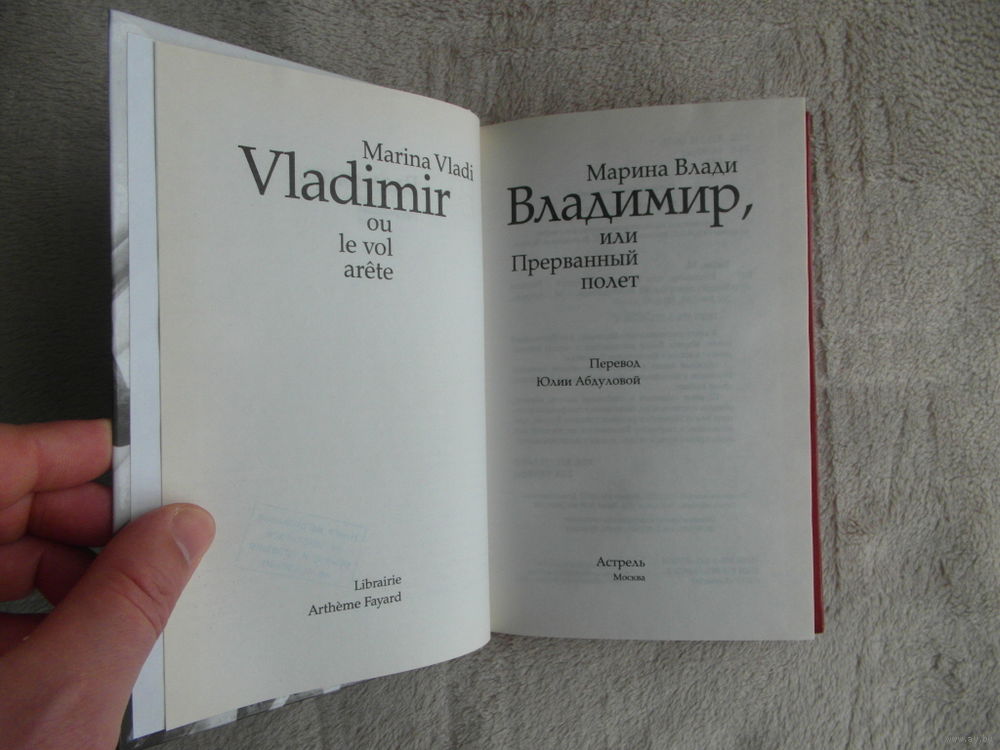 Marina Vladi
Vladimir
ou
le vol
arête
Librairie
Arthème Fayard
Марина Влади
Владимир,
или
Прерванный
полет
Перевод
Юлии Абдуловой
Астрель
Москва